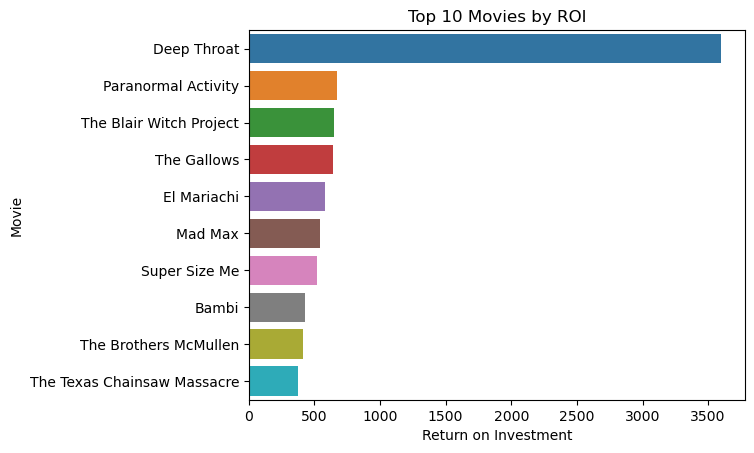 Top 10 Movies by ROI
Movie
Deep Throat
Paranormal Activity
The Blair Witch Project
The Gallows
El Mariachi
Mad Max
Super Size Me
Bambi
The Brothers McMullen
The Texas Chainsaw Massacre
0 500 1000 1500 2000 2500 3000 3500
Return on Investment